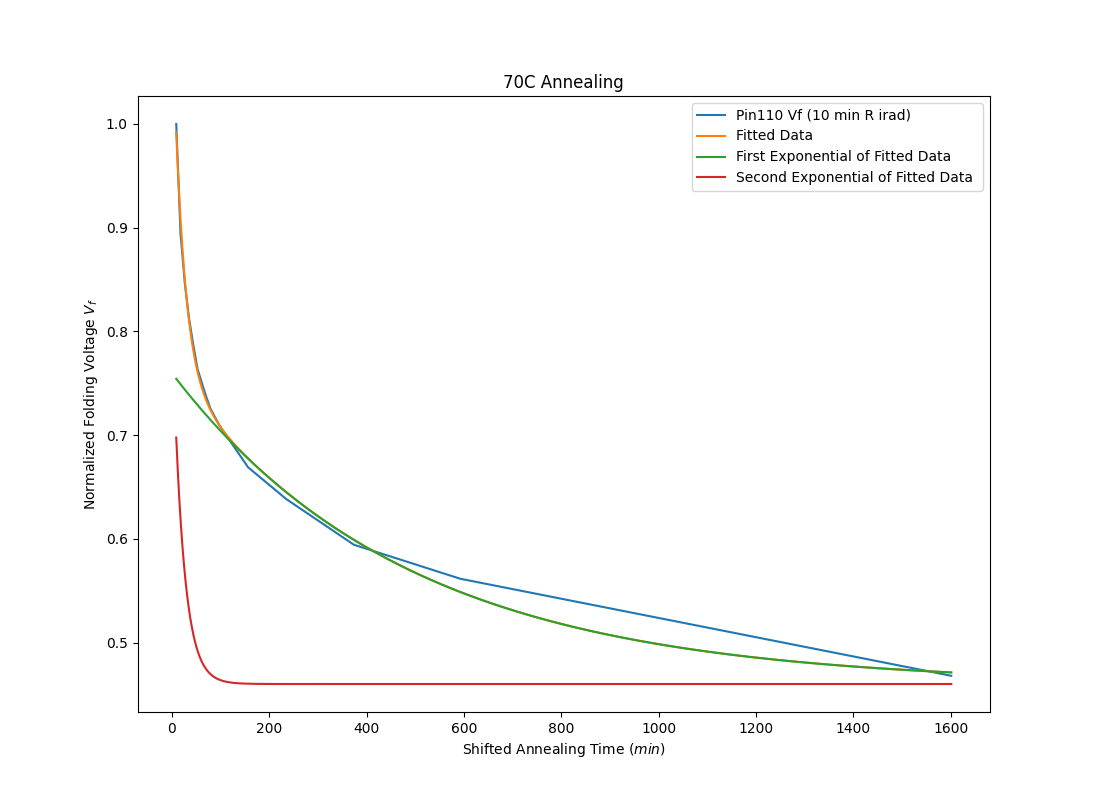 70C Annealing
Pin110 Vf (10 min R irad)
Fitted Data
First Exponential of Fitted Data
Second Exponential of Fitted Data
1.0
0.9
0.8
0.7
0.6
0.5
Normalized Folding Voltage Vf
0 200 400 600 800 1000 1200 1400 1600
Shifted Annealing Time (min)